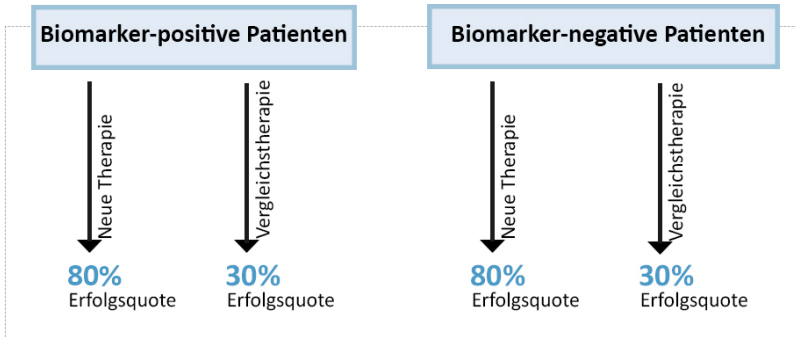 Biomarker-positive Patienten
Neue Therapie
Vergleichstherapie
80%
Erfolgsquote
30%
Erfolgsquote
Biomarker-negative Patienten
Neue Therapie
Vergleichstherapie
80%
Erfolgsquote
30%
Erfolgsquote